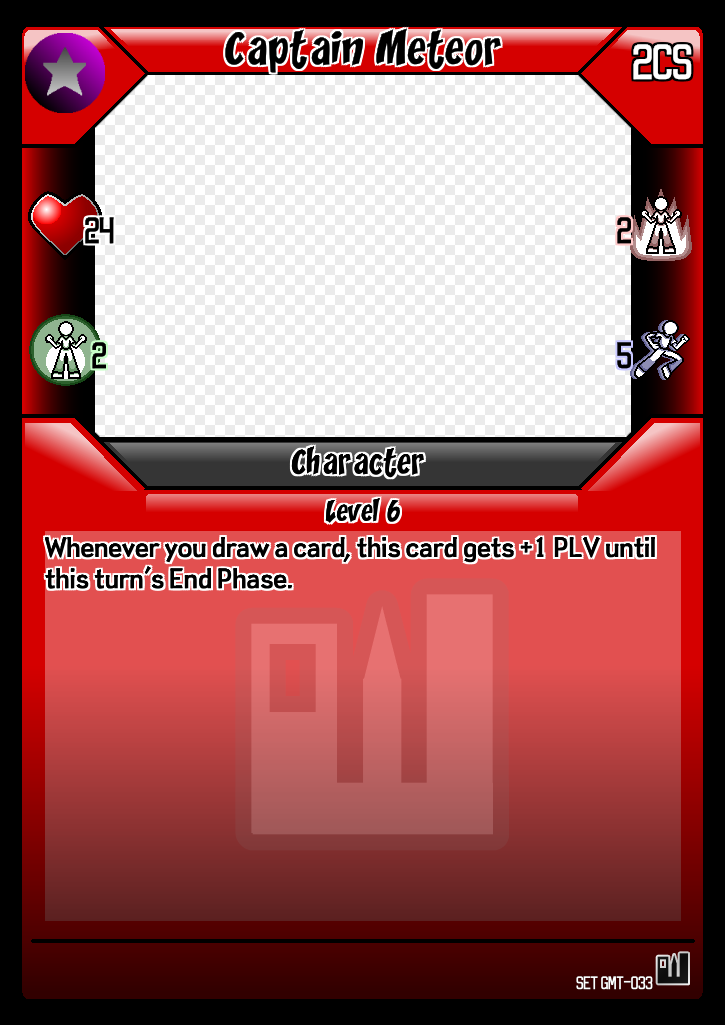 Captain Meteor
2CS
24
2
2
5
Character
Level 6
Whenever you draw a card, this card gets +1 PLV until
this turn's End Phase.
SET GMT-033